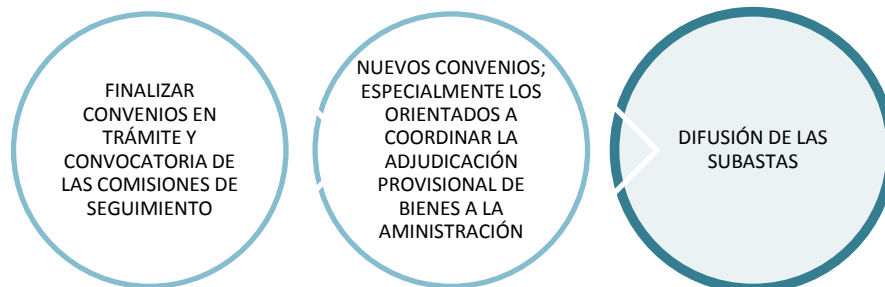 FINALIZAR
CONVENIOS EN
TRÁMITE Y
CONVOCATORIA DE
LAS COMISIONES DE
SEGUIMIENTO
NUEVOS CONVENIOS;
ESPECIALMENTE LOS
ORIENTADOS A
COORDINAR LA
ADJUDICACIÓN
PROVISIONAL DE
BIENES A LA
AMINISTRACIÓN
DIFUSIÓN DE LAS
SUBASTAS